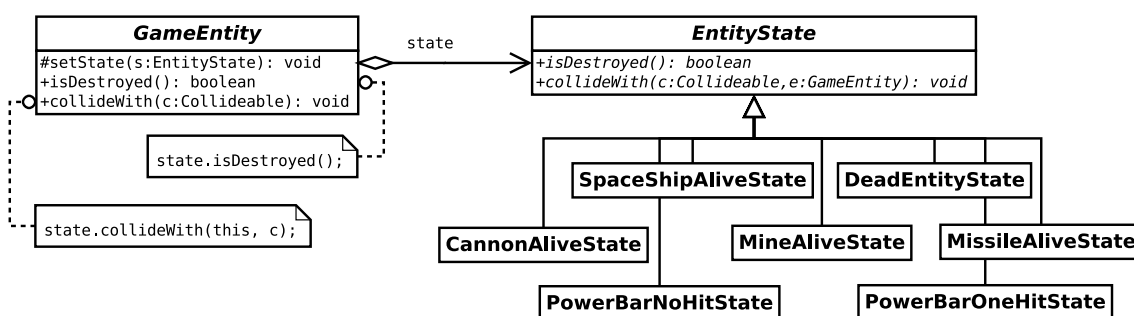 GameEntity
#setState(s:EntityState): void
+isDestroyed(): boolean
+collideWith(c:Collideable): void
state
EntityState
+isDestroyed(): boolean
+collideWith(c:Collideable,e:GameEntity): void
state.isDestroyed();
state.collideWith(this, c);
SpaceShipAliveState
DeadEntityState
CannonAliveState
MineAliveState
MissileAliveState
PowerBarNoHitState
PowerBarOneHitState